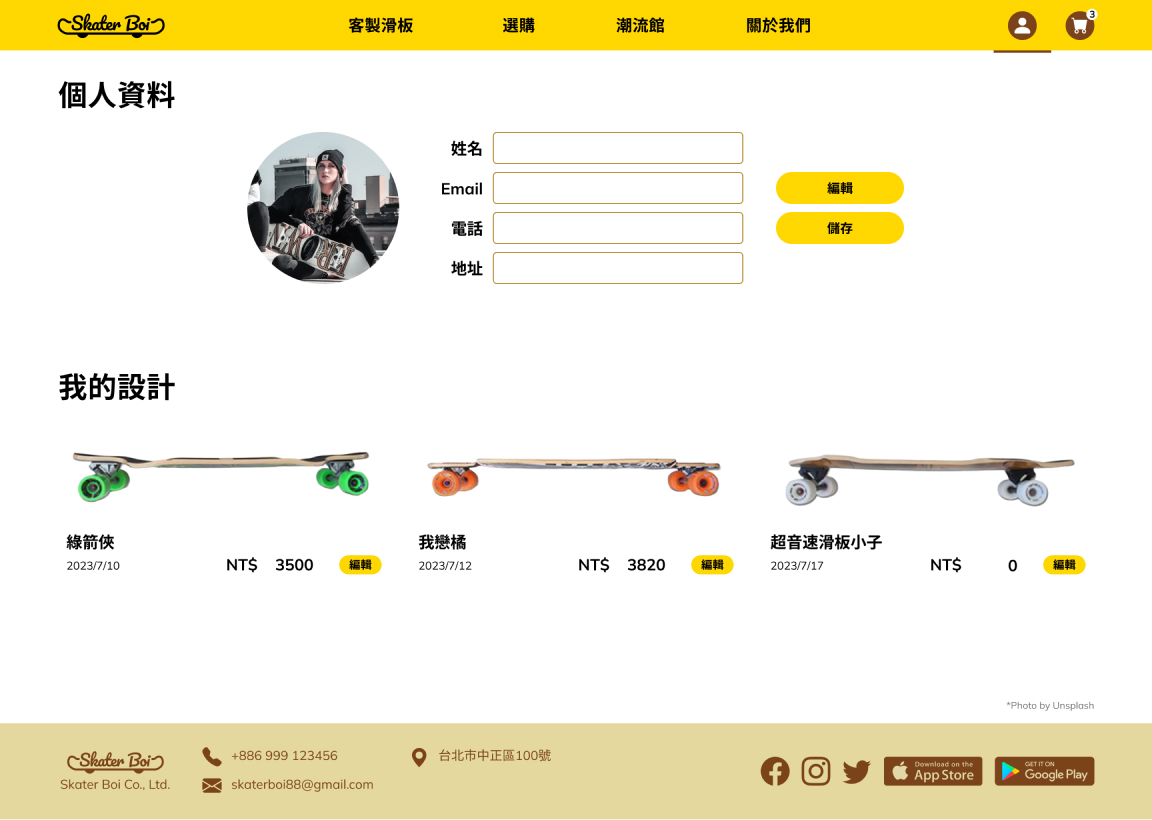 Skater Boi
客製滑板
選購
潮流館
關於我們
3
個人資料
姓名
Email
編輯
電話
儲存
地址
我的設計
綠箭俠
2023/7/10
NT$ 3500
編輯
我戀橘
2023/7/12
NT$ 3820
編輯
超音速滑板小子
2023/7/17
NT$ 0
編輯
*Photo by Unsplash
Skater Boi
Skater Boi Co., Ltd.
+886 999 123456
skaterboi88@gmail.com
台北市中正區100號
Download on the
App Store
GET IT ON
Google Play